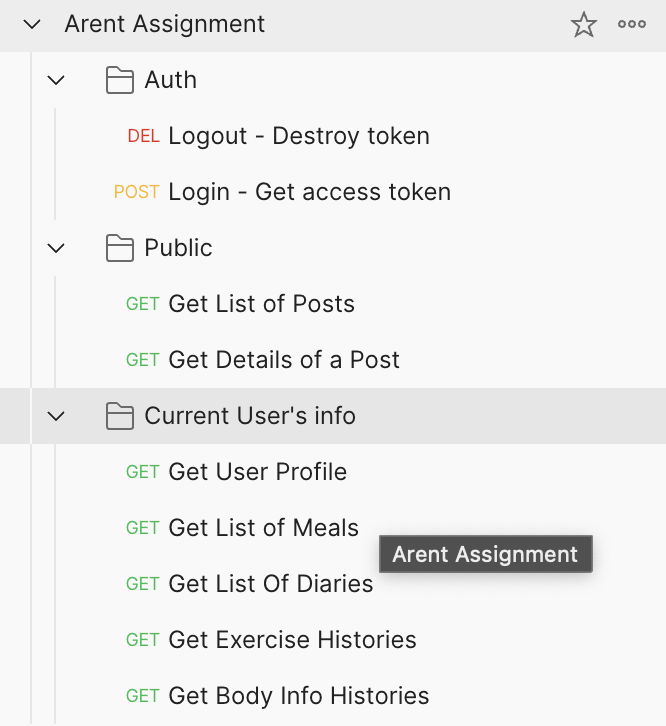 Arent Assignment
Auth
DEL Logout - Destroy token
POST Login - Get access token
Public
GET Get List of Posts
GET Get Details of a Post
Current User's info
GET Get User Profile
GET Get List of Meals
Arent Assignment
GET Get List Of Diaries
GET Get Exercise Histories
GET Get Body Info Histories